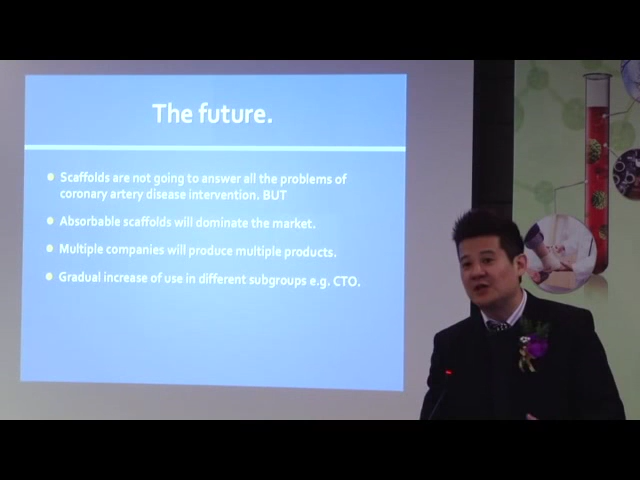 The future.
Scaffolds are not going to answer all the problems of
coronary artery disease intervention. BUT
Absorbable scaffolds will dominate the market.
Multiple companies will produce multiple products.
Gradual increase of use in different subgroups e.g. CTO.